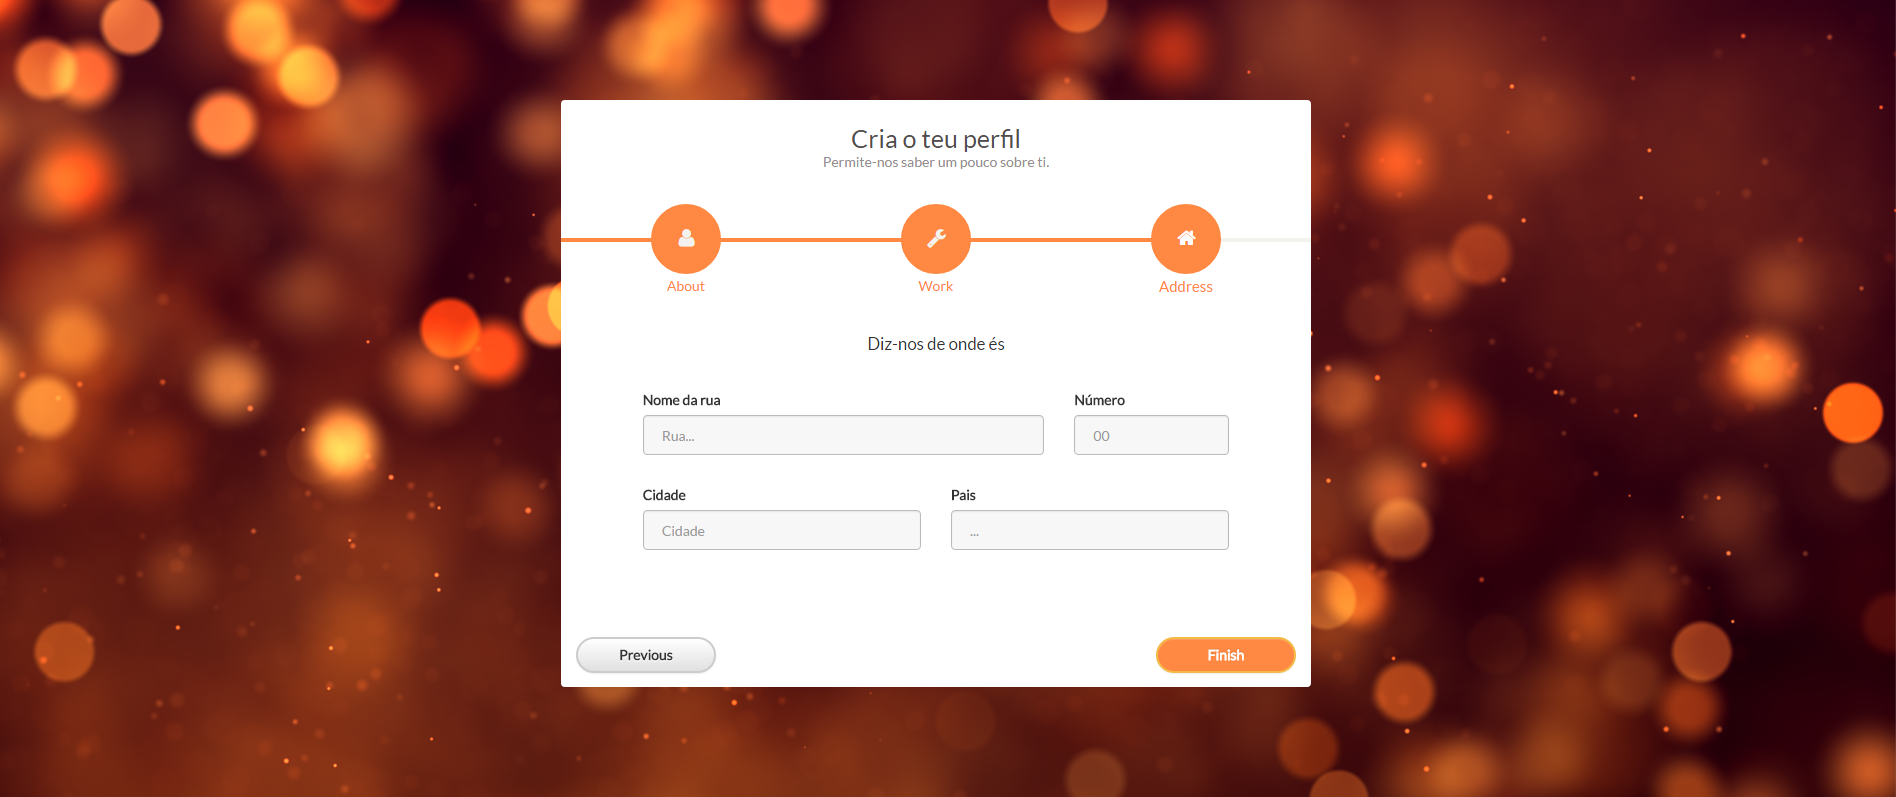 Cria o teu perfil
Permite-nos saber um pouco sobre ti.
About Work Address
Diz-nos de onde és
Nome da rua Número
Rua... 00
Cidade Pais
Cidade ...
Previous Finish